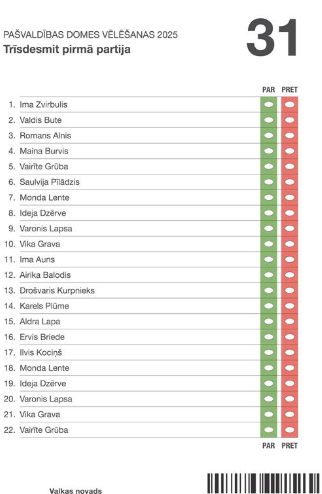 PAŠVALDĪBAS DOMES VĒLĒŠANAS 2025
Trīsdesmit pirmā partija
31
PAR PRET
1. Ima Zvirbulis
2. Valdis Bute
3. Romans Alnis
4. Maina Burvis
5. Vairīte Grūba
6. Saulvija Pīlādzis
7. Monda Lente
8. Ideja Dzērve
9. Varonis Lapsa
10. Vika Grava
11. Ima Auns
12. Airika Balodis
13. Drošvaris Kurpnieks
14. Karels Plūme
15. Aldra Lapa
16. Ervis Briede
17. Ilvis Kociņš
18. Monda Lente
19. Ideja Dzērve
20. Varonis Lapsa
21. Vika Grava
22. Vairīte Grūba
PAR PRET
Valkas novads